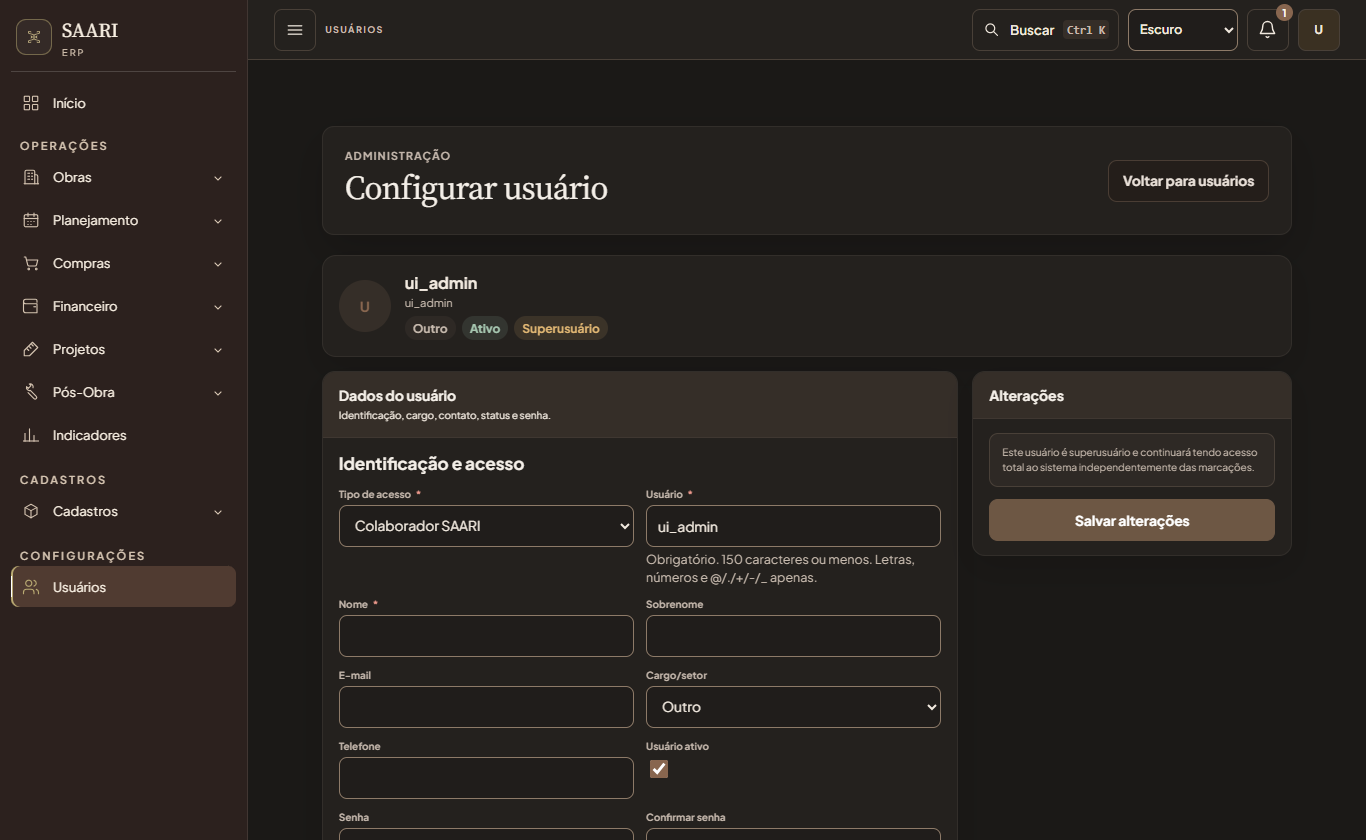 SAARI
ERP
Início
OPERAÇÕES
Obras
Planejamento
Compras
Financeiro
Projetos
Pós-Obra
Indicadores
CADASTROS
Cadastros
CONFIGURAÇÕES
Usuários
USUÁRIOS
Buscar Ctrl K
Escuro
1
U
ADMINISTRAÇÃO
Configurar usuário
Voltar para usuários
U
ui_admin
ui_admin
Outro Ativo Superusuário
Dados do usuário
Identificação, cargo, contato, status e senha.
Identificação e acesso
Tipo de acesso * Usuário *
Colaborador SAARI ui_admin
Obrigatório. 150 caracteres ou menos. Letras,
números e @/./+/-/_ apenas.
Nome * Sobrenome
E-mail Cargo/setor
Outro
Telefone Usuário ativo
Senha Confirmar senha
Alterações
Este usuário é superusuário e continuará tendo acesso
total ao sistema independentemente das marcações.
Salvar alterações